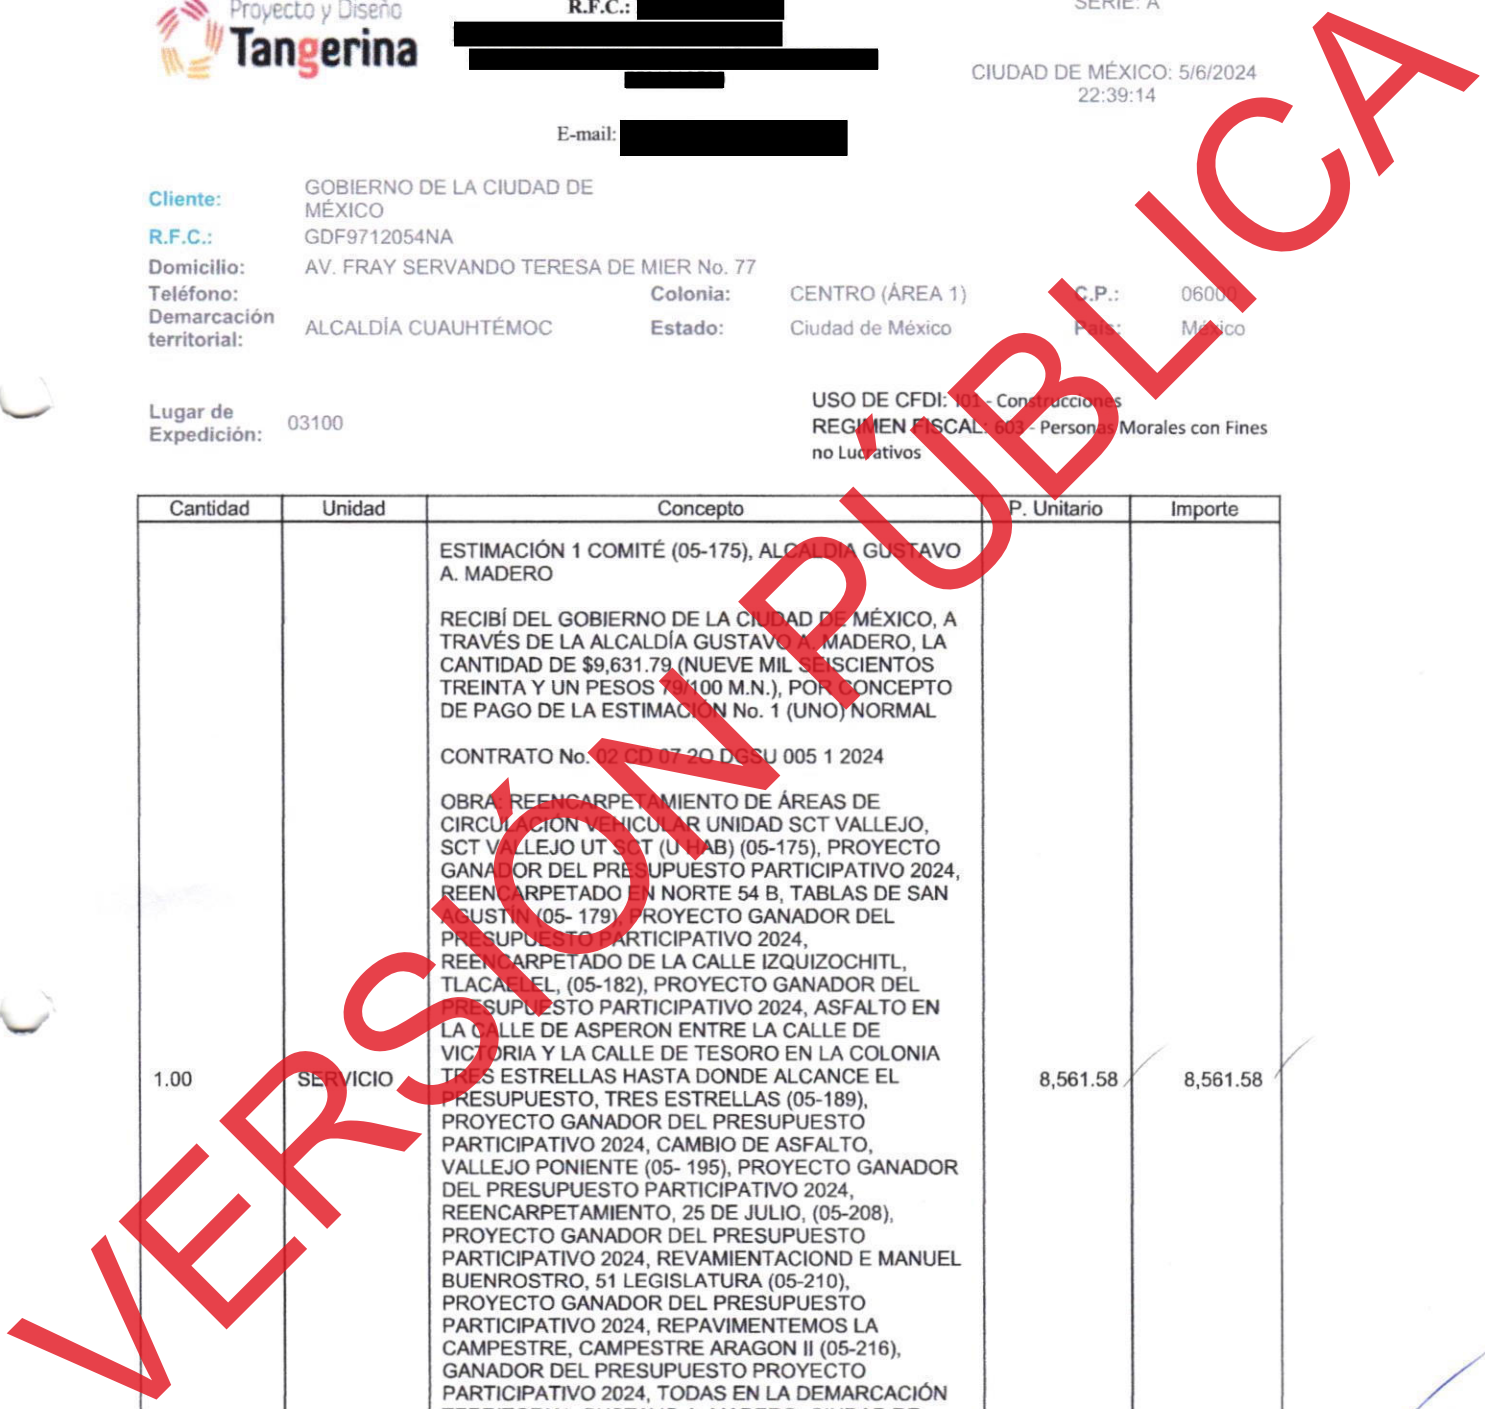 Proyecto y Diseño
Tangerina
R.F.C.:
SERIE: A
CIUDAD DE MÉXICO: 5/6/2024
22:39:14
E-mail:
Cliente: GOBIERNO DE LA CIUDAD DE
MÉXICO
R.F.C.: GDF9712054NA
Domicilio: AV. FRAY SERVANDO TERESA DE MIER No. 77
Teléfono: Colonia: CENTRO (ÁREA 1) C.P.: 06000
Demarcación
territorial: ALCALDÍA CUAUHTÉMOC Estado: Ciudad de México País: México
Lugar de
Expedición: 03100
USO DE CFDI: I01 - Construcciones
REGIMEN FISCAL: 603 - Personas Morales con Fines
no Lucrativos
Cantidad Unidad Concepto P. Unitario Importe
ESTIMACIÓN 1 COMITÉ (05-175), ALCALDIA GUSTAVO
A. MADERO
RECIBÍ DEL GOBIERNO DE LA CIUDAD DE MÉXICO, A
TRAVÉS DE LA ALCALDÍA GUSTAVO A. MADERO, LA
CANTIDAD DE $9,631.79 (NUEVE MIL SEISCIENTOS
TREINTA Y UN PESOS 79/100 M.N.), POR CONCEPTO
DE PAGO DE LA ESTIMACIÓN No. 1 (UNO) NORMAL
CONTRATO No. 02 CD 07 2O DGSU 005 1 2024
OBRA: REENCARPETAMIENTO DE ÁREAS DE
CIRCULACIÓN VEHICULAR UNIDAD SCT VALLEJO,
SCT VALLEJO UT SCT (U HAB) (05-175), PROYECTO
GANADOR DEL PRESUPUESTO PARTICIPATIVO 2024,
REENCARPETADO EN NORTE 54 B, TABLAS DE SAN
AGUSTÍN (05- 179), PROYECTO GANADOR DEL
PRESUPUESTO PARTICIPATIVO 2024,
REENCARPETADO DE LA CALLE IZQUIZOCHITL,
TLACAELEL, (05-182), PROYECTO GANADOR DEL
PRESUPUESTO PARTICIPATIVO 2024, ASFALTO EN
LA CALLE DE ASPERON ENTRE LA CALLE DE
VICTORIA Y LA CALLE DE TESORO EN LA COLONIA
1.00 SERVICIO TRES ESTRELLAS HASTA DONDE ALCANCE EL 8,561.58 8,561.58
PRESUPUESTO, TRES ESTRELLAS (05-189),
PROYECTO GANADOR DEL PRESUPUESTO
PARTICIPATIVO 2024, CAMBIO DE ASFALTO,
VALLEJO PONIENTE (05- 195), PROYECTO GANADOR
DEL PRESUPUESTO PARTICIPATIVO 2024,
REENCARPETAMIENTO, 25 DE JULIO, (05-208),
PROYECTO GANADOR DEL PRESUPUESTO
PARTICIPATIVO 2024, REVAMIENTACIOND E MANUEL
BUENROSTRO, 51 LEGISLATURA (05-210),
PROYECTO GANADOR DEL PRESUPUESTO
PARTICIPATIVO 2024, REPAVIMENTEMOS LA
CAMPESTRE, CAMPESTRE ARAGON II (05-216),
GANADOR DEL PRESUPUESTO PROYECTO
PARTICIPATIVO 2024, TODAS EN LA DEMARCACIÓN
VERSIÓN PÚBLICA